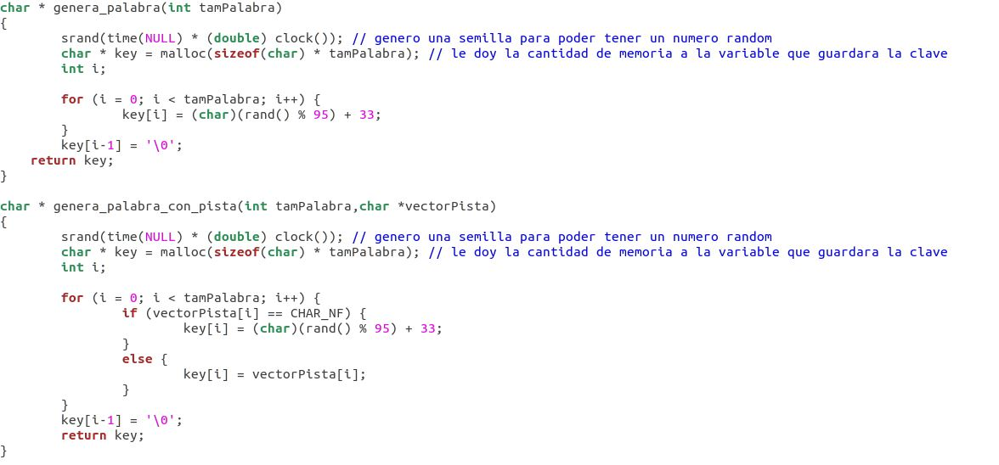 char * genera_palabra(int tamPalabra)
{
        srand(time(NULL) * (double) clock()); // genero una semilla para poder tener un numero random
        char * key = malloc(sizeof(char) * tamPalabra); // le doy la cantidad de memoria a la variable que guardara la clave
        int i;

        for (i = 0; i < tamPalabra; i++) {
                key[i] = (char)(rand() % 95) + 33;
        }
        key[i-1] = '\0';
    return key;
}

char * genera_palabra_con_pista(int tamPalabra,char *vectorPista)
{
        srand(time(NULL) * (double) clock()); // genero una semilla para poder tener un numero random
        char * key = malloc(sizeof(char) * tamPalabra); // le doy la cantidad de memoria a la variable que guardara la clave
        int i;

        for (i = 0; i < tamPalabra; i++) {
                if (vectorPista[i] == CHAR_NF) {
                        key[i] = (char)(rand() % 95) + 33;
                }
                else {
                        key[i] = vectorPista[i];
                }
        }
        key[i-1] = '\0';
        return key;
}